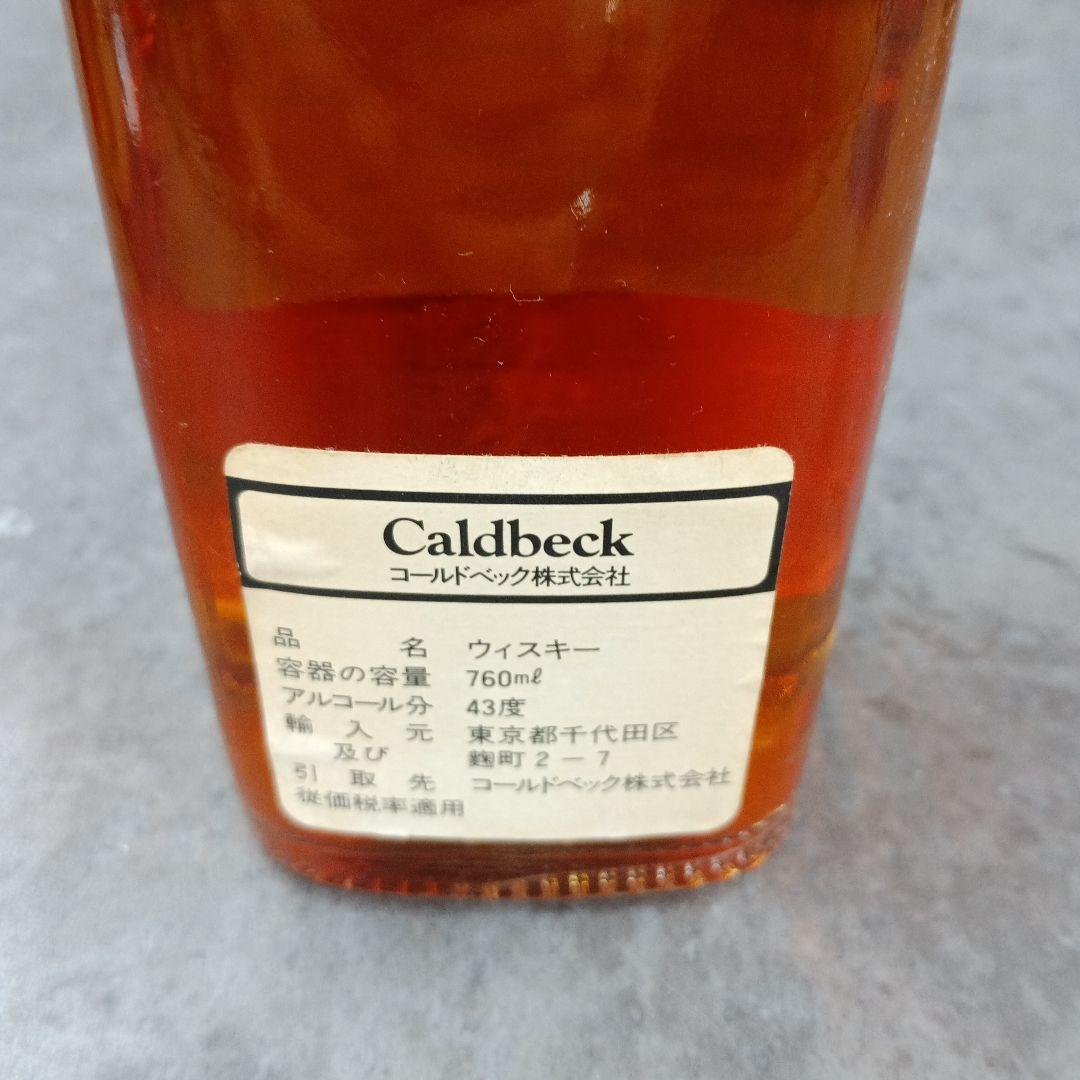 Caldbeck
コールドベック株式会社
品名 ウィスキー
容器の容量 760mℓ
アルコール分 43度
輸入元 東京都千代田区
及び 麹町2-7
引取先 コールドベック株式会社
従価税率適用